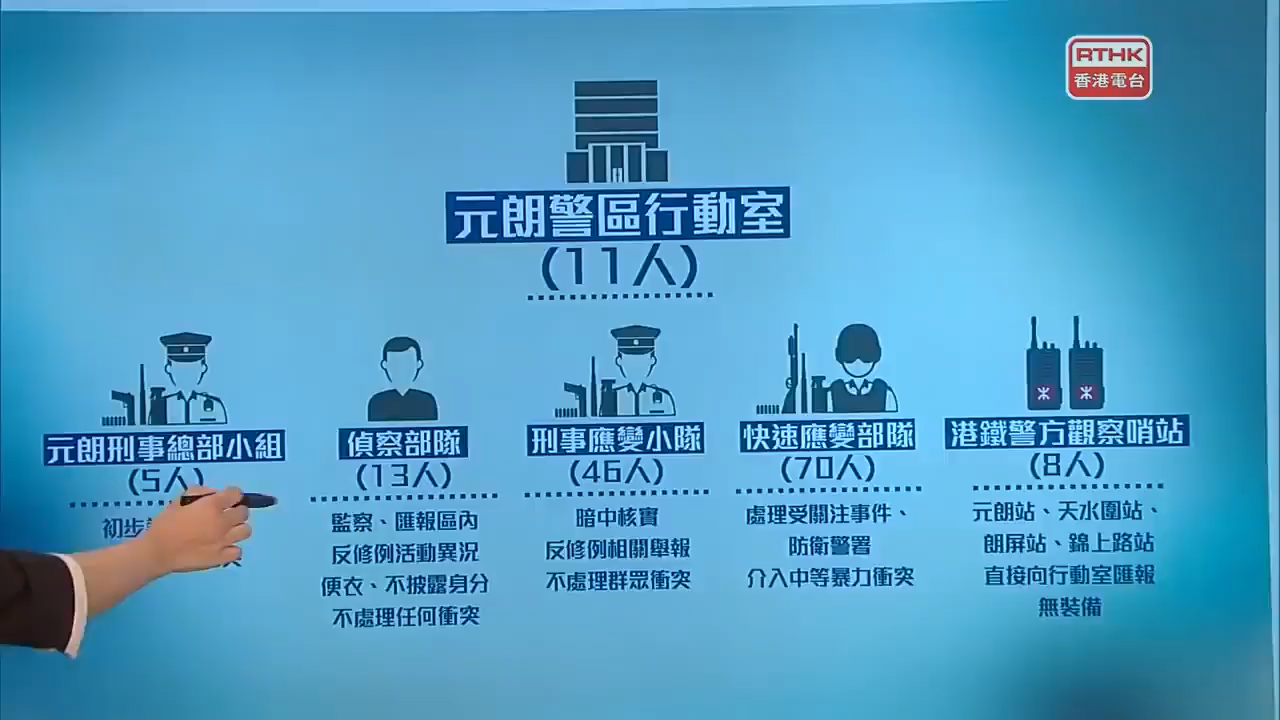 RTHK
香港電台
元朗警區行動室
(11人)
元朗刑事總部小組
(5人)
初步
偵察部隊
(13人)
監察、匯報區內
反修例活動異況
便衣、不披露身分
不處理任何衝突
刑事應變小隊
(46人)
暗中核實
反修例相關舉報
不處理群眾衝突
快速應變部隊
(70人)
處理受關注事件、
防衛警署
介入中等暴力衝突
港鐵警方觀察哨站
(8人)
元朗站、天水圍站、
朗屏站、錦上路站
直接向行動室匯報
無裝備